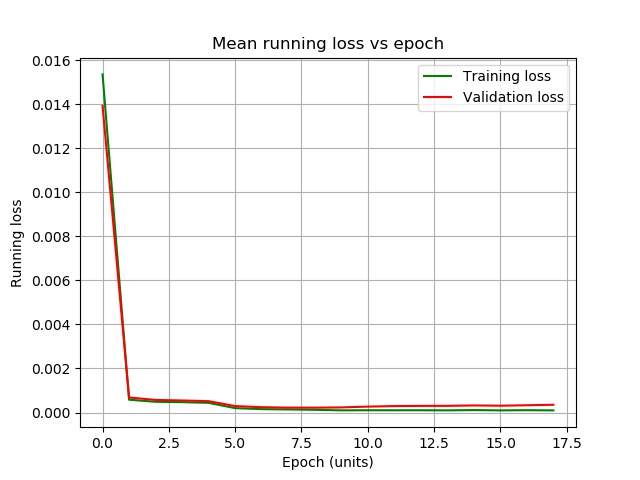 Mean running loss vs epoch
Training loss
Validation loss
0.016
0.014
0.012
0.010
0.008
0.006
0.004
0.002
0.000
Running loss
0.0 2.5 5.0 7.5 10.0 12.5 15.0 17.5
Epoch (units)